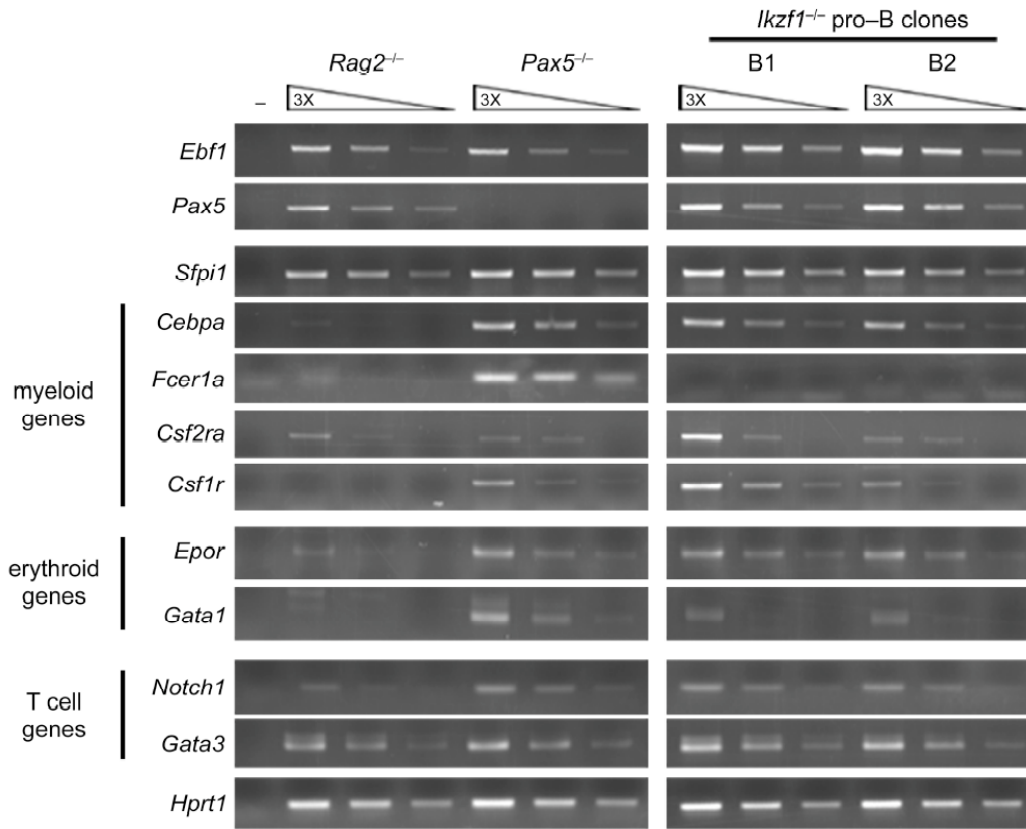 Ikzf1–/– pro–B clones
Rag2–/– Pax5–/– B1 B2
– 3X 3X 3X 3X
Ebf1
Pax5
Sfpi1
myeloid
genes
Cebpa
Fcer1a
Csf2ra
Csf1r
erythroid
genes
Epor
Gata1
T cell
genes
Notch1
Gata3
Hprt1